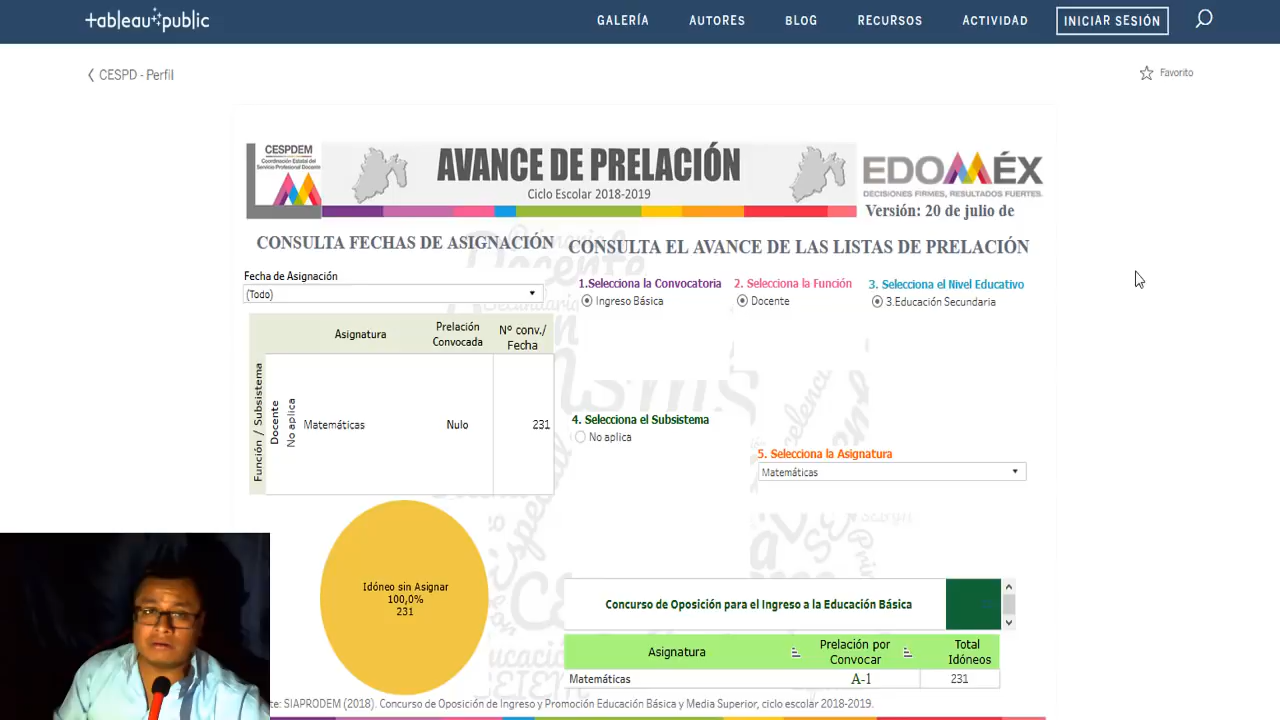 tableau public
GALERÍA
AUTORES
BLOG
RECURSOS
ACTIVIDAD
INICIAR SESIÓN
CESPD - Perfil
Favorito
CESPDEM
Coordinación Estatal del
Servicio Profesional Docente
AVANCE DE PRELACIÓN
Ciclo Escolar 2018-2019
EDOMÉX
DECISIONES FIRMES, RESULTADOS FUERTES.
Versión: 20 de julio de
CONSULTA FECHAS DE ASIGNACIÓN
CONSULTA EL AVANCE DE LAS LISTAS DE PRELACIÓN
Fecha de Asignación
(Todo)
1.Selecciona la Convocatoria
Ingreso Básica
2. Selecciona la Función
Docente
3. Selecciona el Nivel Educativo
3.Educación Secundaria
Función / Subsistema
Asignatura
Prelación
Convocada
Nº conv./
Fecha
Docente
No aplica
Matemáticas
Nulo
231
4. Selecciona el Subsistema
No aplica
5. Selecciona la Asignatura
Matemáticas
Idóneo sin Asignar
100,0%
231
Concurso de Oposición para el Ingreso a la Educación Básica
Asignatura
Prelación por
Convocar
Total
Idóneos
Matemáticas
A-1
231
SIAPRODEM (2018). Concurso de Oposición de Ingreso y Promoción Educación Básica y Media Superior, ciclo escolar 2018-2019.